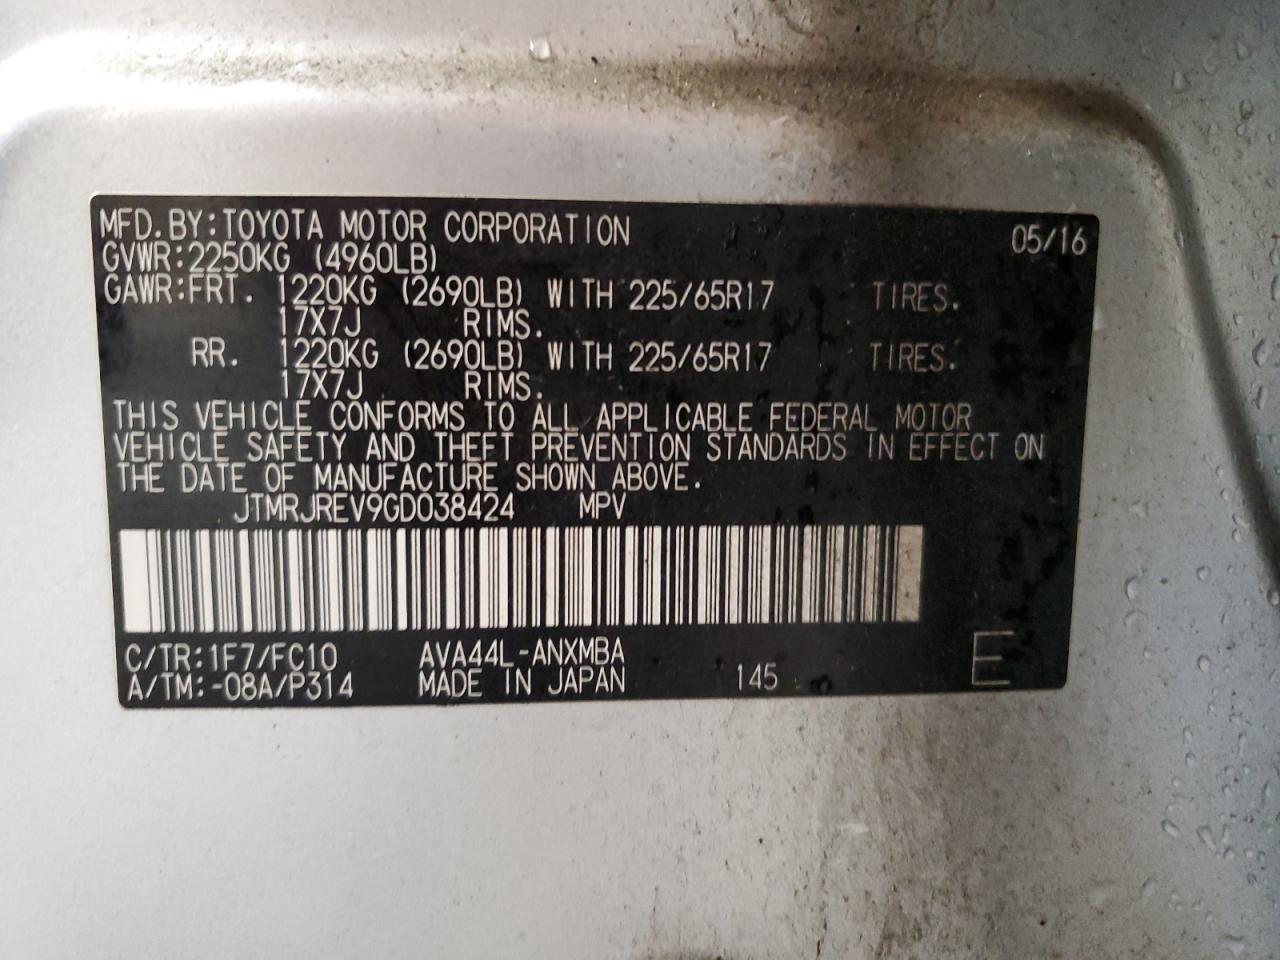 MFD.BY:TOYOTA MOTOR CORPORATION 05/16
GVWR:2250KG (4960LB)
GAWR:FRT. 1220KG (2690LB) WITH 225/65R17 TIRES.
17X7J RIMS.
RR. 1220KG (2690LB) WITH 225/65R17 TIRES.
17X7J RIMS.
THIS VEHICLE CONFORMS TO ALL APPLICABLE FEDERAL MOTOR
VEHICLE SAFETY AND THEFT PREVENTION STANDARDS IN EFFECT ON
THE DATE OF MANUFACTURE SHOWN ABOVE.
JTMRJREV9GD038424 MPV
C/TR:1F7/FC10 AVA44L-ANXMBA
A/TM:-08A/P314 MADE IN JAPAN 145 E